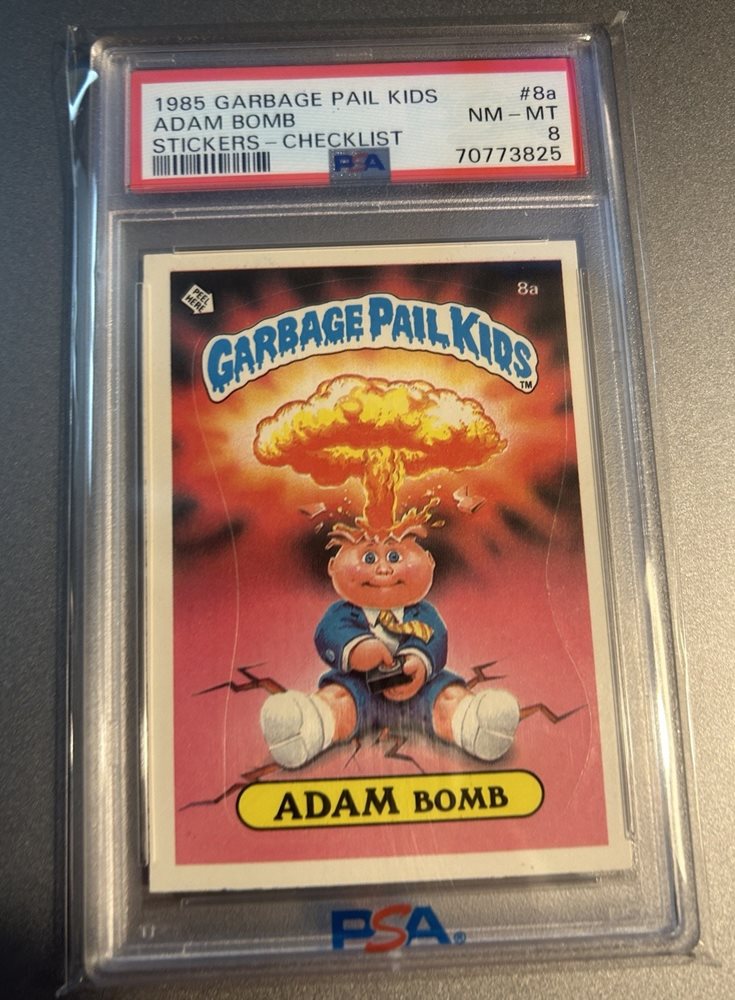 1985 GARBAGE PAIL KIDS #8a
ADAM BOMB NM - MT
STICKERS - CHECKLIST 8
PSA 70773825
PEEL HERE
8a
GARBAGE PAIL KIDS TM
ADAM BOMB
PSA®